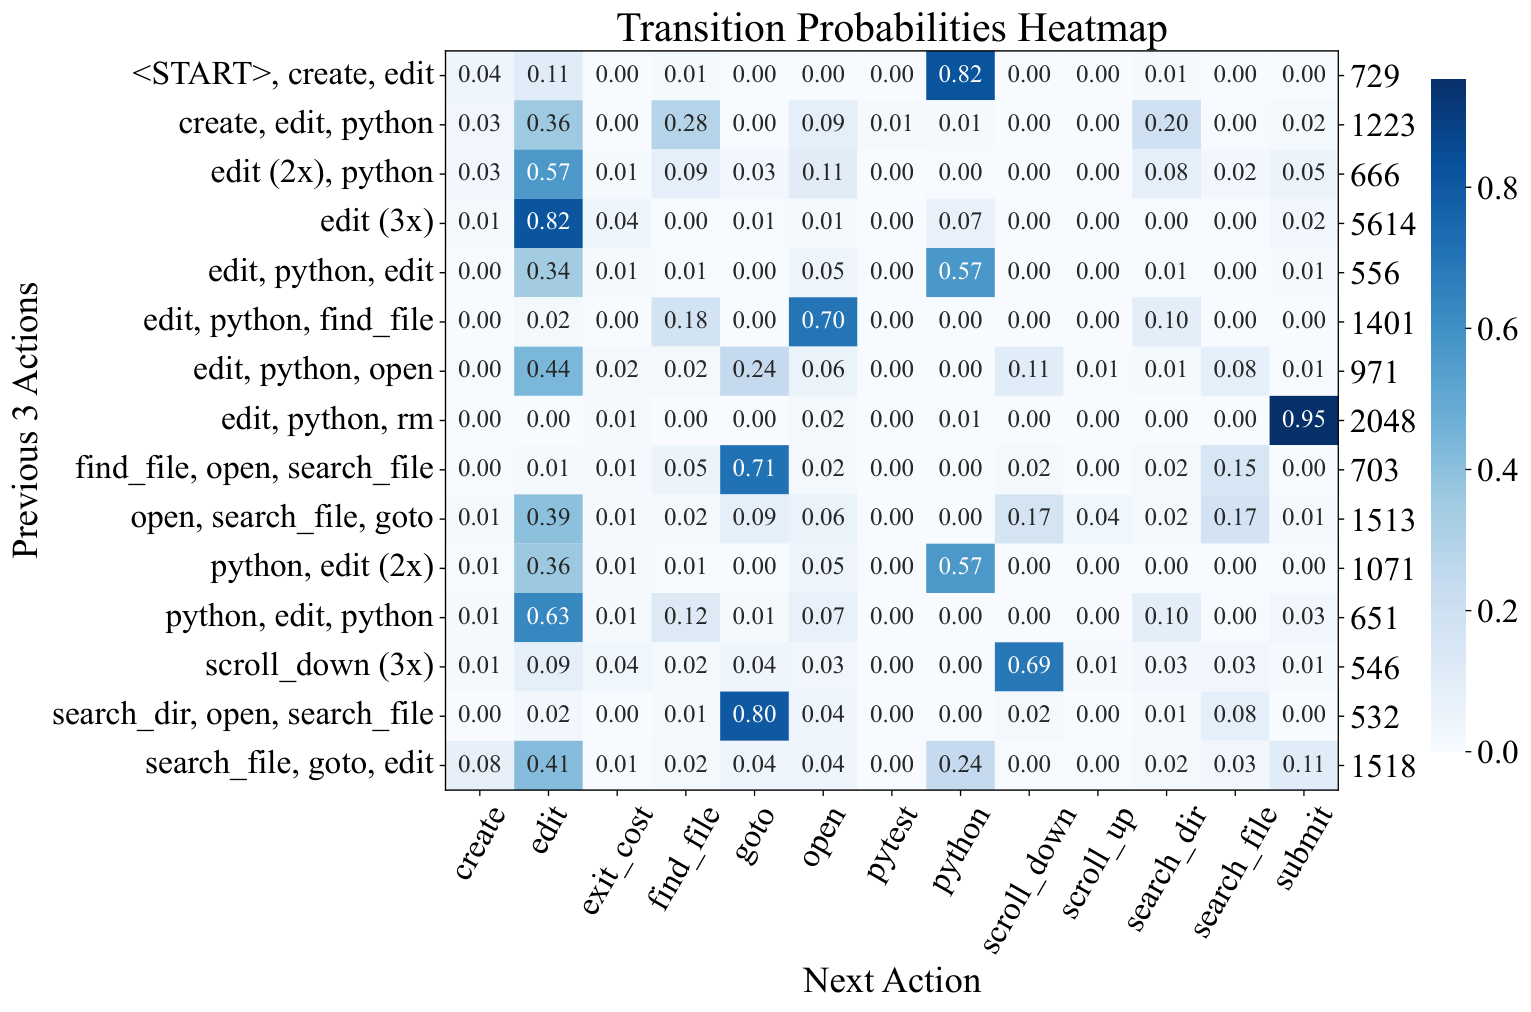 Transition Probabilities Heatmap
<START>, create, edit 0.04 0.11 0.00 0.01 0.00 0.00 0.00 0.82 0.00 0.00 0.01 0.00 0.00 729
create, edit, python 0.03 0.36 0.00 0.28 0.00 0.09 0.01 0.01 0.00 0.00 0.20 0.00 0.02 1223
edit (2x), python 0.03 0.57 0.01 0.09 0.03 0.11 0.00 0.00 0.00 0.00 0.08 0.02 0.05 666
edit (3x) 0.01 0.82 0.04 0.00 0.01 0.01 0.00 0.07 0.00 0.00 0.00 0.00 0.02 5614
edit, python, edit 0.00 0.34 0.01 0.01 0.00 0.05 0.00 0.57 0.00 0.00 0.01 0.00 0.01 556
edit, python, find_file 0.00 0.02 0.00 0.18 0.00 0.70 0.00 0.00 0.00 0.00 0.10 0.00 0.00 1401
edit, python, open 0.00 0.44 0.02 0.02 0.24 0.06 0.00 0.00 0.11 0.01 0.01 0.08 0.01 971
edit, python, rm 0.00 0.00 0.01 0.00 0.00 0.02 0.00 0.01 0.00 0.00 0.00 0.00 0.95 2048
find_file, open, search_file 0.00 0.01 0.01 0.05 0.71 0.02 0.00 0.00 0.02 0.00 0.02 0.15 0.00 703
open, search_file, goto 0.01 0.39 0.01 0.02 0.09 0.06 0.00 0.00 0.17 0.04 0.02 0.17 0.01 1513
python, edit (2x) 0.01 0.36 0.01 0.01 0.00 0.05 0.00 0.57 0.00 0.00 0.00 0.00 0.00 1071
python, edit, python 0.01 0.63 0.01 0.12 0.01 0.07 0.00 0.00 0.00 0.00 0.10 0.00 0.03 651
scroll_down (3x) 0.01 0.09 0.04 0.02 0.04 0.03 0.00 0.00 0.69 0.01 0.03 0.03 0.01 546
search_dir, open, search_file 0.00 0.02 0.00 0.01 0.80 0.04 0.00 0.00 0.02 0.00 0.01 0.08 0.00 532
search_file, goto, edit 0.08 0.41 0.01 0.02 0.04 0.04 0.00 0.24 0.00 0.00 0.02 0.03 0.11 1518
create edit exit_cost find_file goto open pytest python scroll_down scroll_up search_dir search_file submit
Next Action
Previous 3 Actions
0.8
0.6
0.4
0.2
0.0